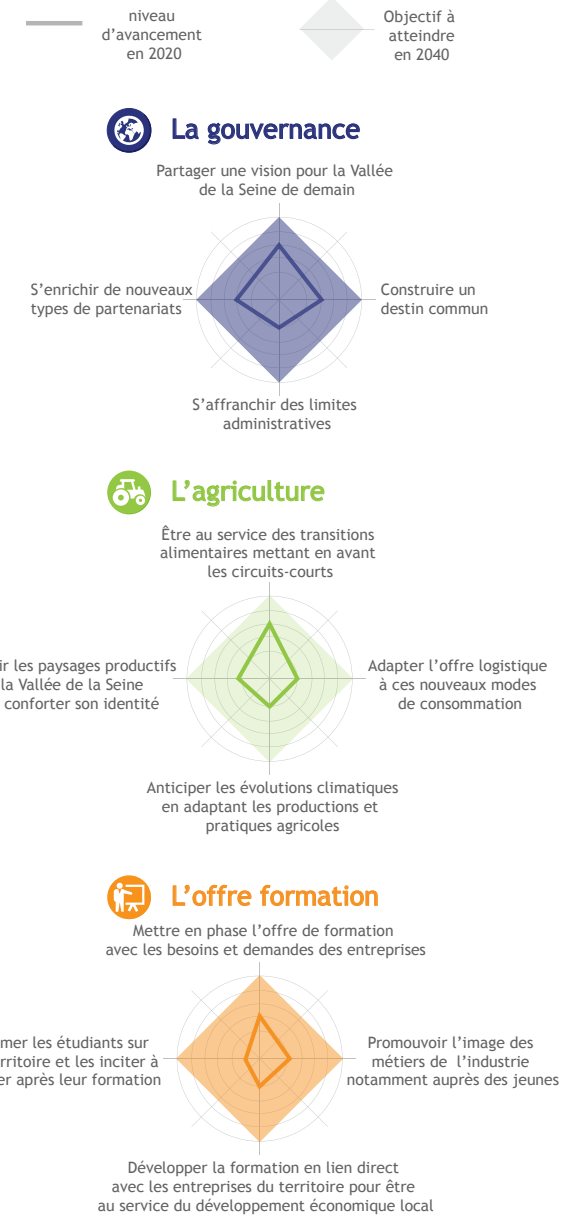 niveau
d’avancement
en 2020
Objectif à
atteindre
en 2040
La gouvernance
Partager une vision pour la Vallée
de la Seine de demain
S’enrichir de nouveaux
types de partenariats
Construire un
destin commun
S’affranchir des limites
administratives
L’agriculture
Être au service des transitions
alimentaires mettant en avant
les circuits-courts
les paysages productifs
la Vallée de la Seine
conforter son identité
Adapter l’offre logistique
à ces nouveaux modes
de consommation
Anticiper les évolutions climatiques
en adaptant les productions et
pratiques agricoles
L’offre formation
Mettre en phase l’offre de formation
avec les besoins et demandes des entreprises
les étudiants sur
et les inciter à
après leur formation
Promouvoir l’image des
métiers de l’industrie
notamment auprès des jeunes
Développer la formation en lien direct
avec les entreprises du territoire pour être
au service du développement économique local